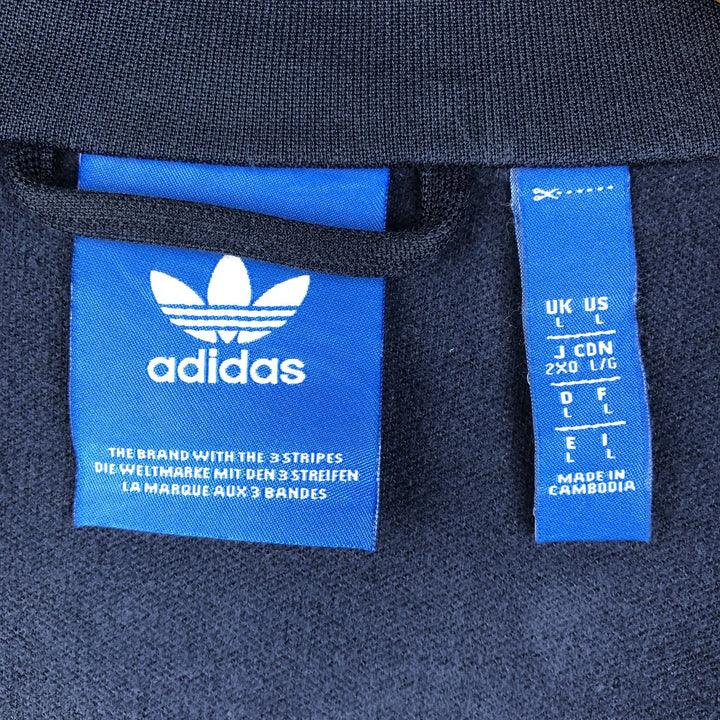 adidas
THE BRAND WITH THE 3 STRIPES
DIE WELTMARKE MIT DEN 3 STREIFEN
LA MARQUE AUX 3 BANDES
UK US
L L
J CDN
2XO L/G
D F
L L
E I
L L
MADE IN
CAMBODIA